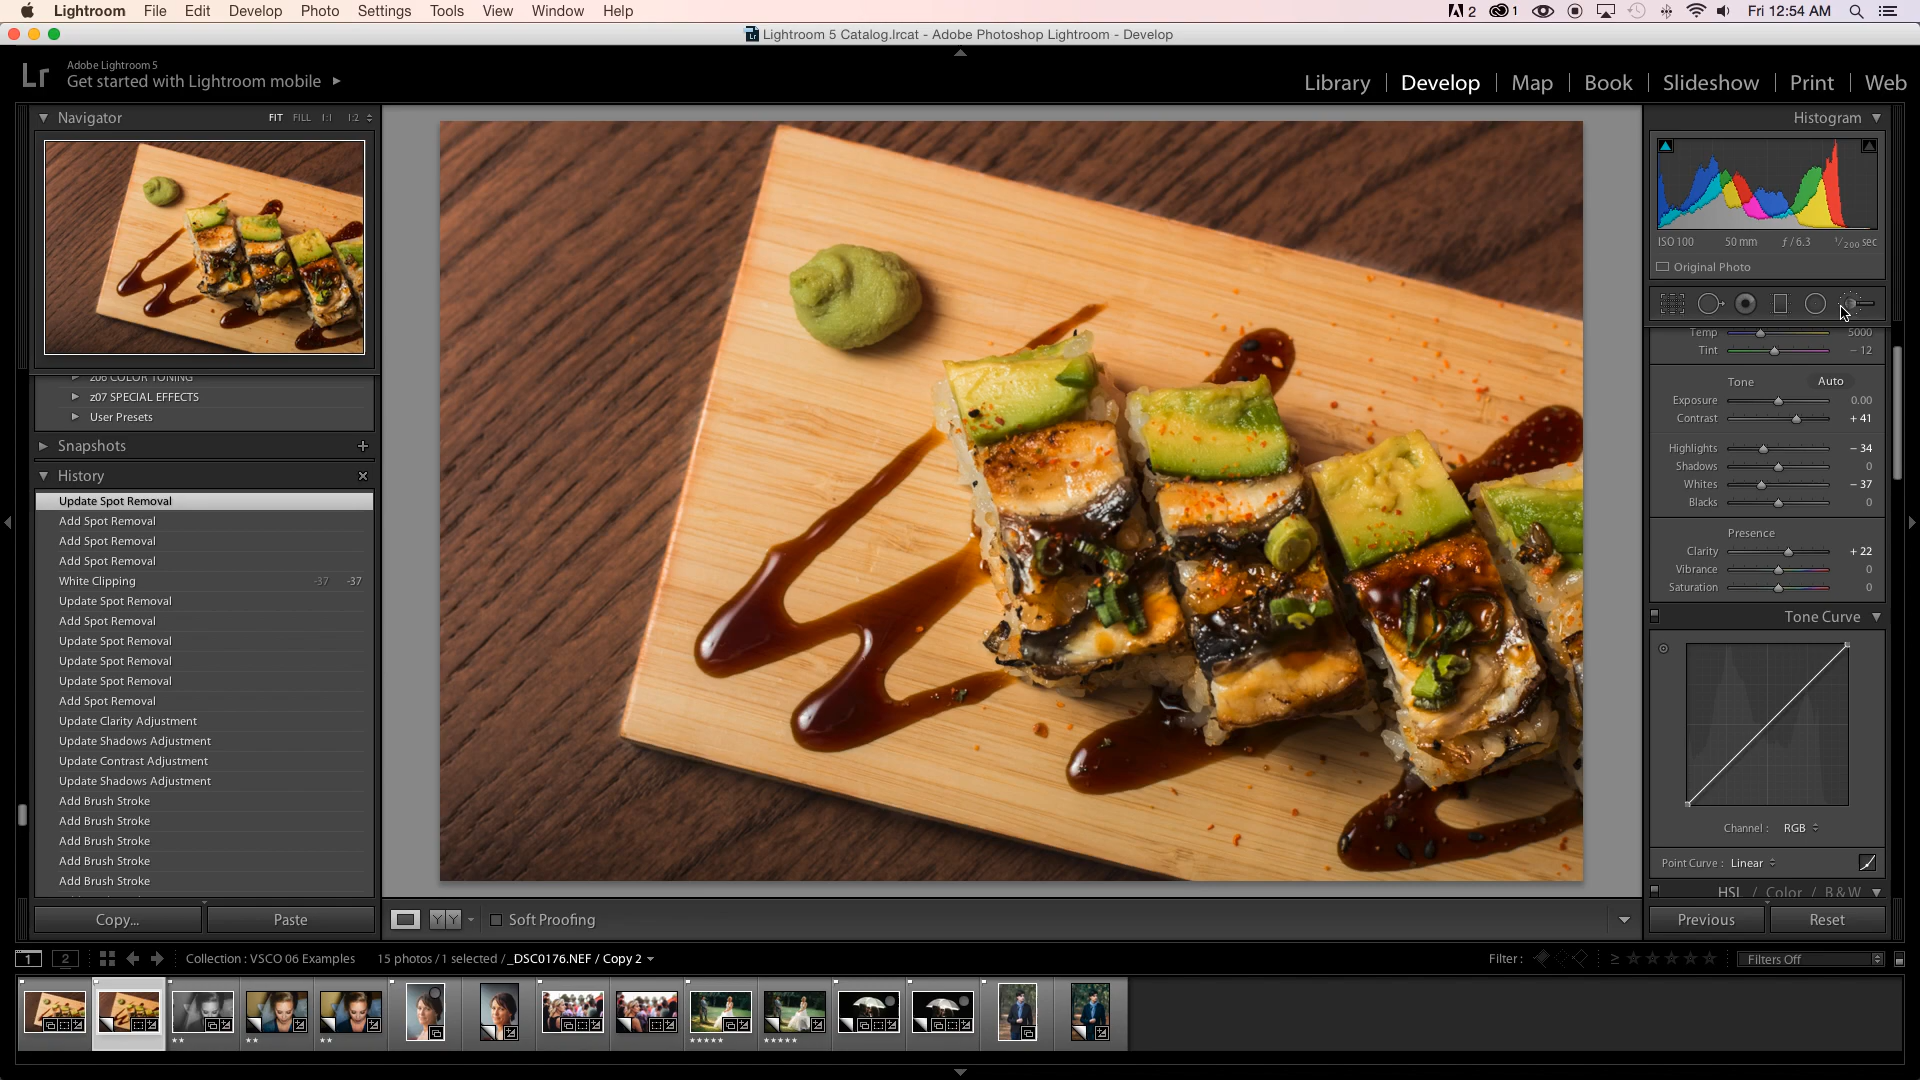 Lightroom File Edit Develop Photo Settings Tools View Window Help 2 1 Fri 12:54 AM
Lightroom 5 Catalog.lrcat - Adobe Photoshop Lightroom - Develop
Lr Adobe Lightroom 5
Get started with Lightroom mobile
Library | Develop | Map | Book | Slideshow | Print | Web
Navigator FIT FILL 1:1 1:2
z06 COLOR TONING
z07 SPECIAL EFFECTS
User Presets
Snapshots
History
Update Spot Removal
Add Spot Removal
Add Spot Removal
Add Spot Removal
White Clipping -37 -37
Update Spot Removal
Add Spot Removal
Update Spot Removal
Update Spot Removal
Update Spot Removal
Add Spot Removal
Update Clarity Adjustment
Update Shadows Adjustment
Update Contrast Adjustment
Update Shadows Adjustment
Add Brush Stroke
Add Brush Stroke
Add Brush Stroke
Add Brush Stroke
Add Brush Stroke
Copy... Paste
Soft Proofing
Histogram
ISO 100 50 mm ƒ / 6.3 1/200 sec
Original Photo
Temp 5000
Tint - 12
Tone Auto
Exposure 0.00
Contrast + 41
Highlights - 34
Shadows 0
Whites - 37
Blacks 0
Presence
Clarity + 22
Vibrance 0
Saturation 0
Tone Curve
Channel : RGB
Point Curve : Linear
HSL / Color / B & W
Previous Reset
1 2 Collection : VSCO 06 Examples 15 photos / 1 selected / _DSC0176.NEF / Copy 2 Filter : Filters Off